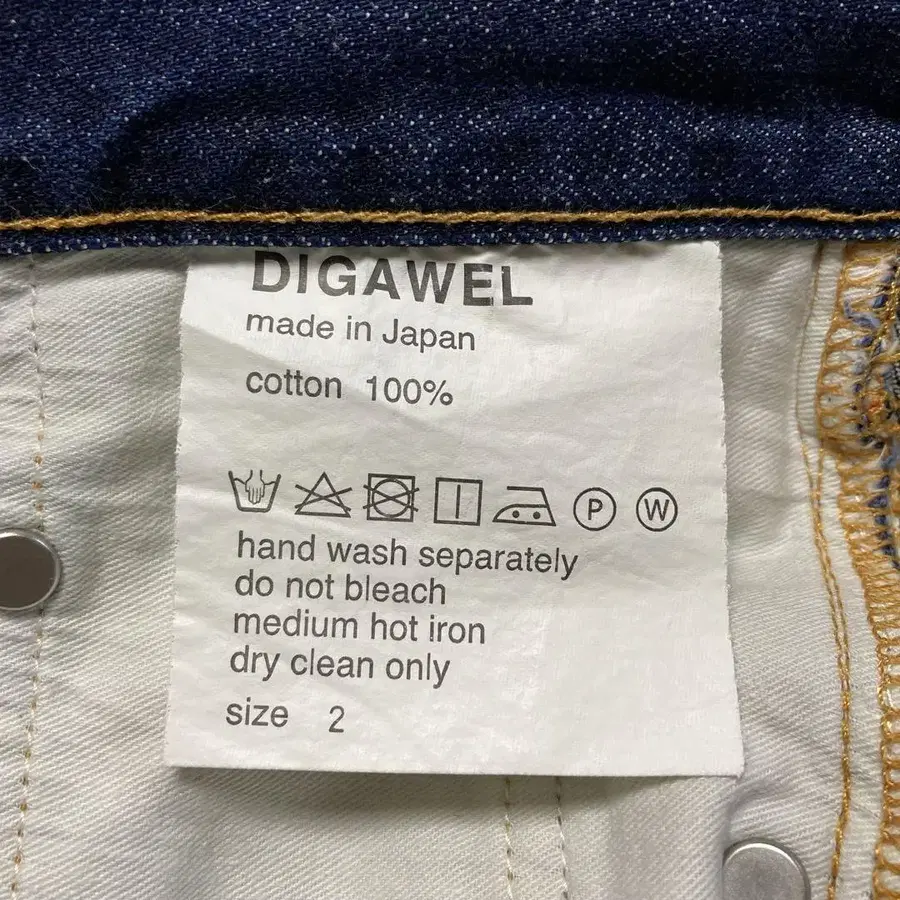 DIGAWEL
made in Japan
cotton 100%
P W
hand wash separately
do not bleach
medium hot iron
dry clean only
size 2